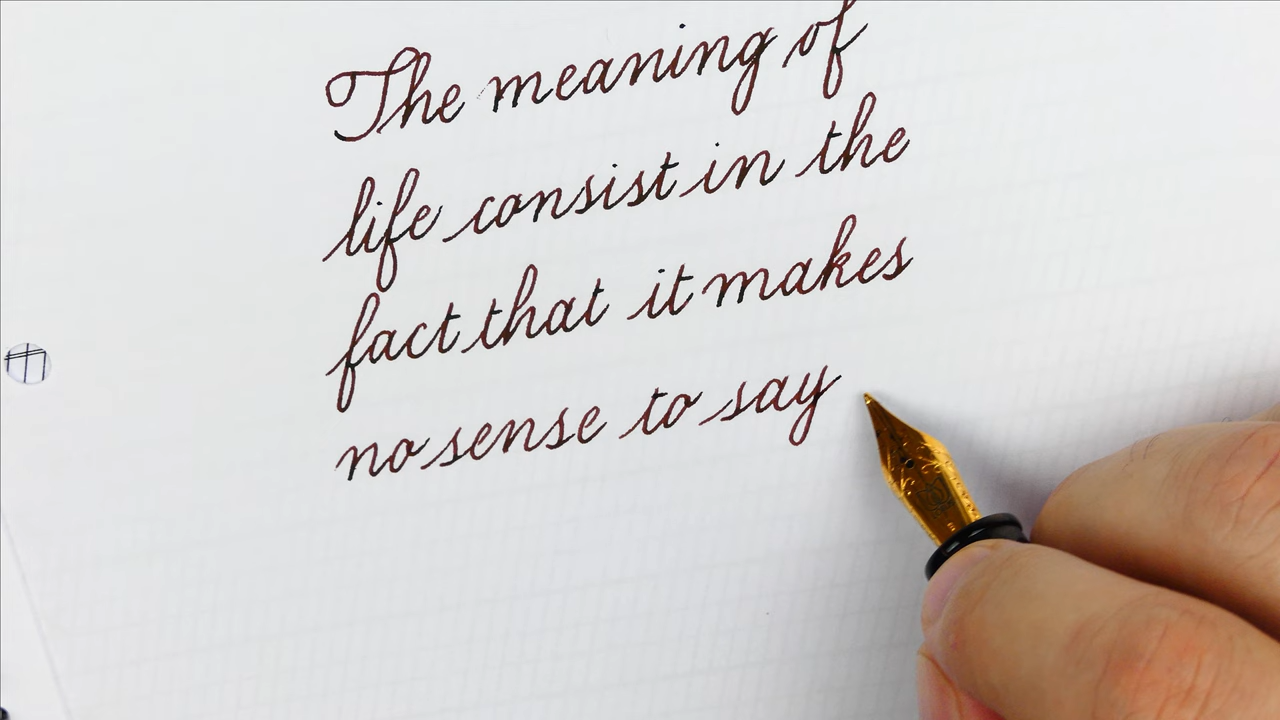 The meaning of
life consist in the
fact that it makes
no sense to say